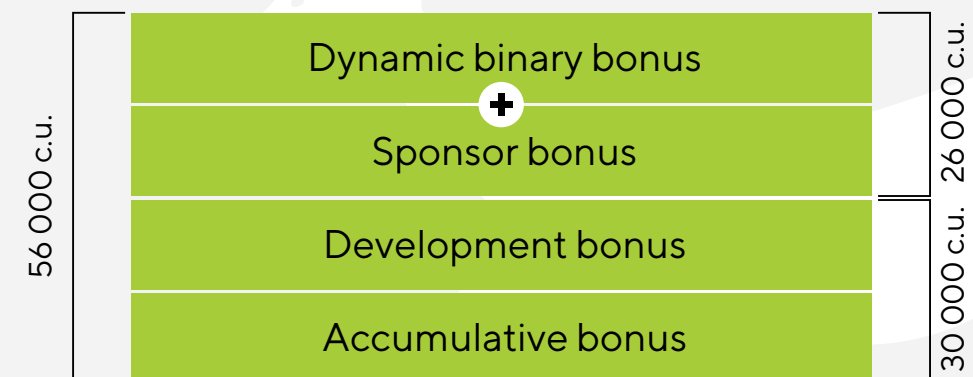 56 000 c.u.
Dynamic binary bonus
+
Sponsor bonus
26 000 c.u.
Development bonus
Accumulative bonus
30 000 c.u.